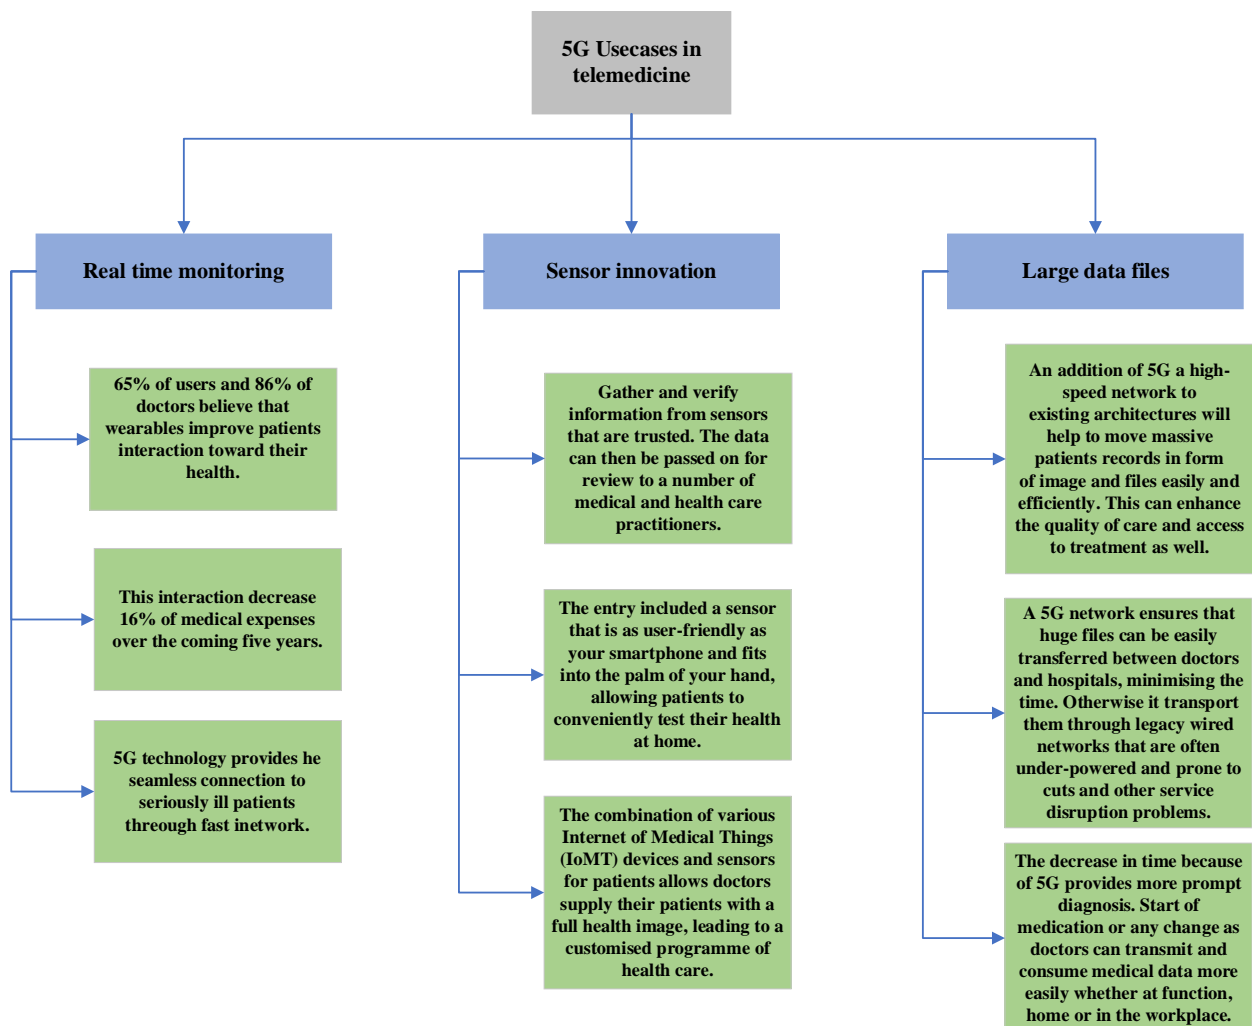 5G Usecases in
telemedicine
Real time monitoring
65% of users and 86% of
doctors believe that
wearables improve patients
interaction toward their
health.
This interaction decrease
16% of medical expenses
over the coming five years.
5G technology provides he
seamless connection to
seriously ill patients
threough fast inetwork.
Sensor innovation
Gather and verify
information from sensors
that are trusted. The data
can then be passed on for
review to a number of
medical and health care
practitioners.
The entry included a sensor
that is as user-friendly as
your smartphone and fits
into the palm of your hand,
allowing patients to
conveniently test their health
at home.
The combination of various
Internet of Medical Things
(IoMT) devices and sensors
for patients allows doctors
supply their patients with a
full health image, leading to a
customised programme of
health care.
Large data files
An addition of 5G a high-
speed network to
existing architectures will
help to move massive
patients records in form
of image and files easily and
efficiently. This can enhance
the quality of care and access
to treatment as well.
A 5G network ensures that
huge files can be easily
transferred between doctors
and hospitals, minimising the
time. Otherwise it transport
them through legacy wired
networks that are often
under-powered and prone to
cuts and other service
disruption problems.
The decrease in time because
of 5G provides more prompt
diagnosis. Start of
medication or any change as
doctors can transmit and
consume medical data more
easily whether at function,
home or in the workplace.